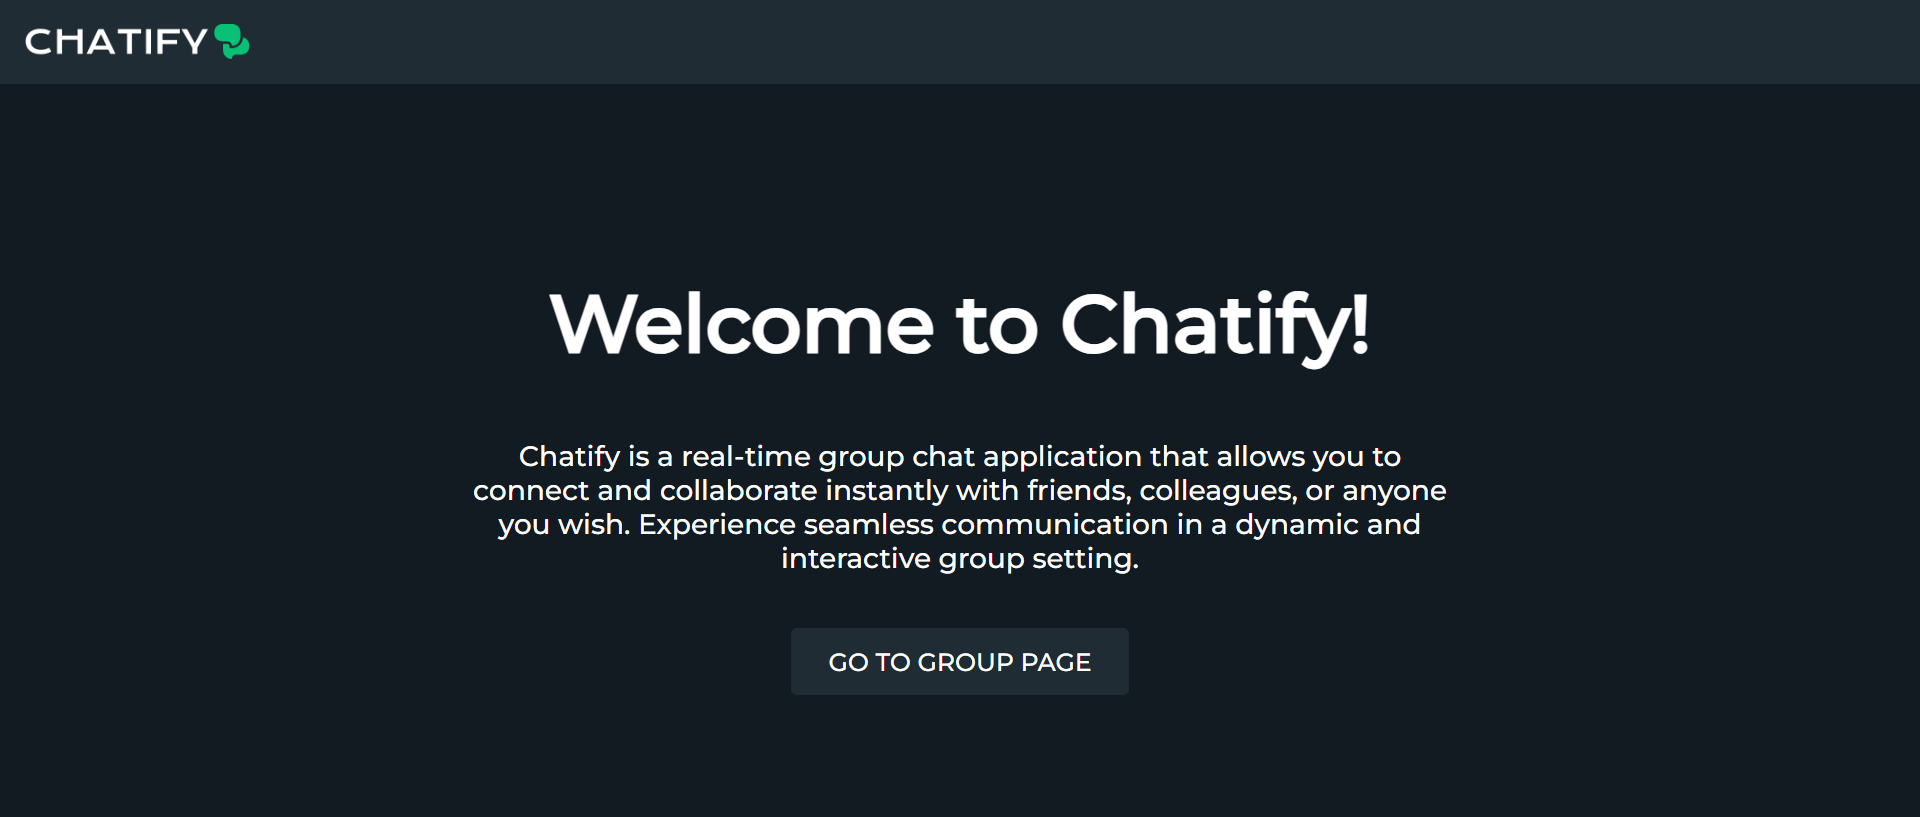 CHATIFY
Welcome to Chatify!
Chatify is a real-time group chat application that allows you to
connect and collaborate instantly with friends, colleagues, or anyone
you wish. Experience seamless communication in a dynamic and
interactive group setting.
GO TO GROUP PAGE